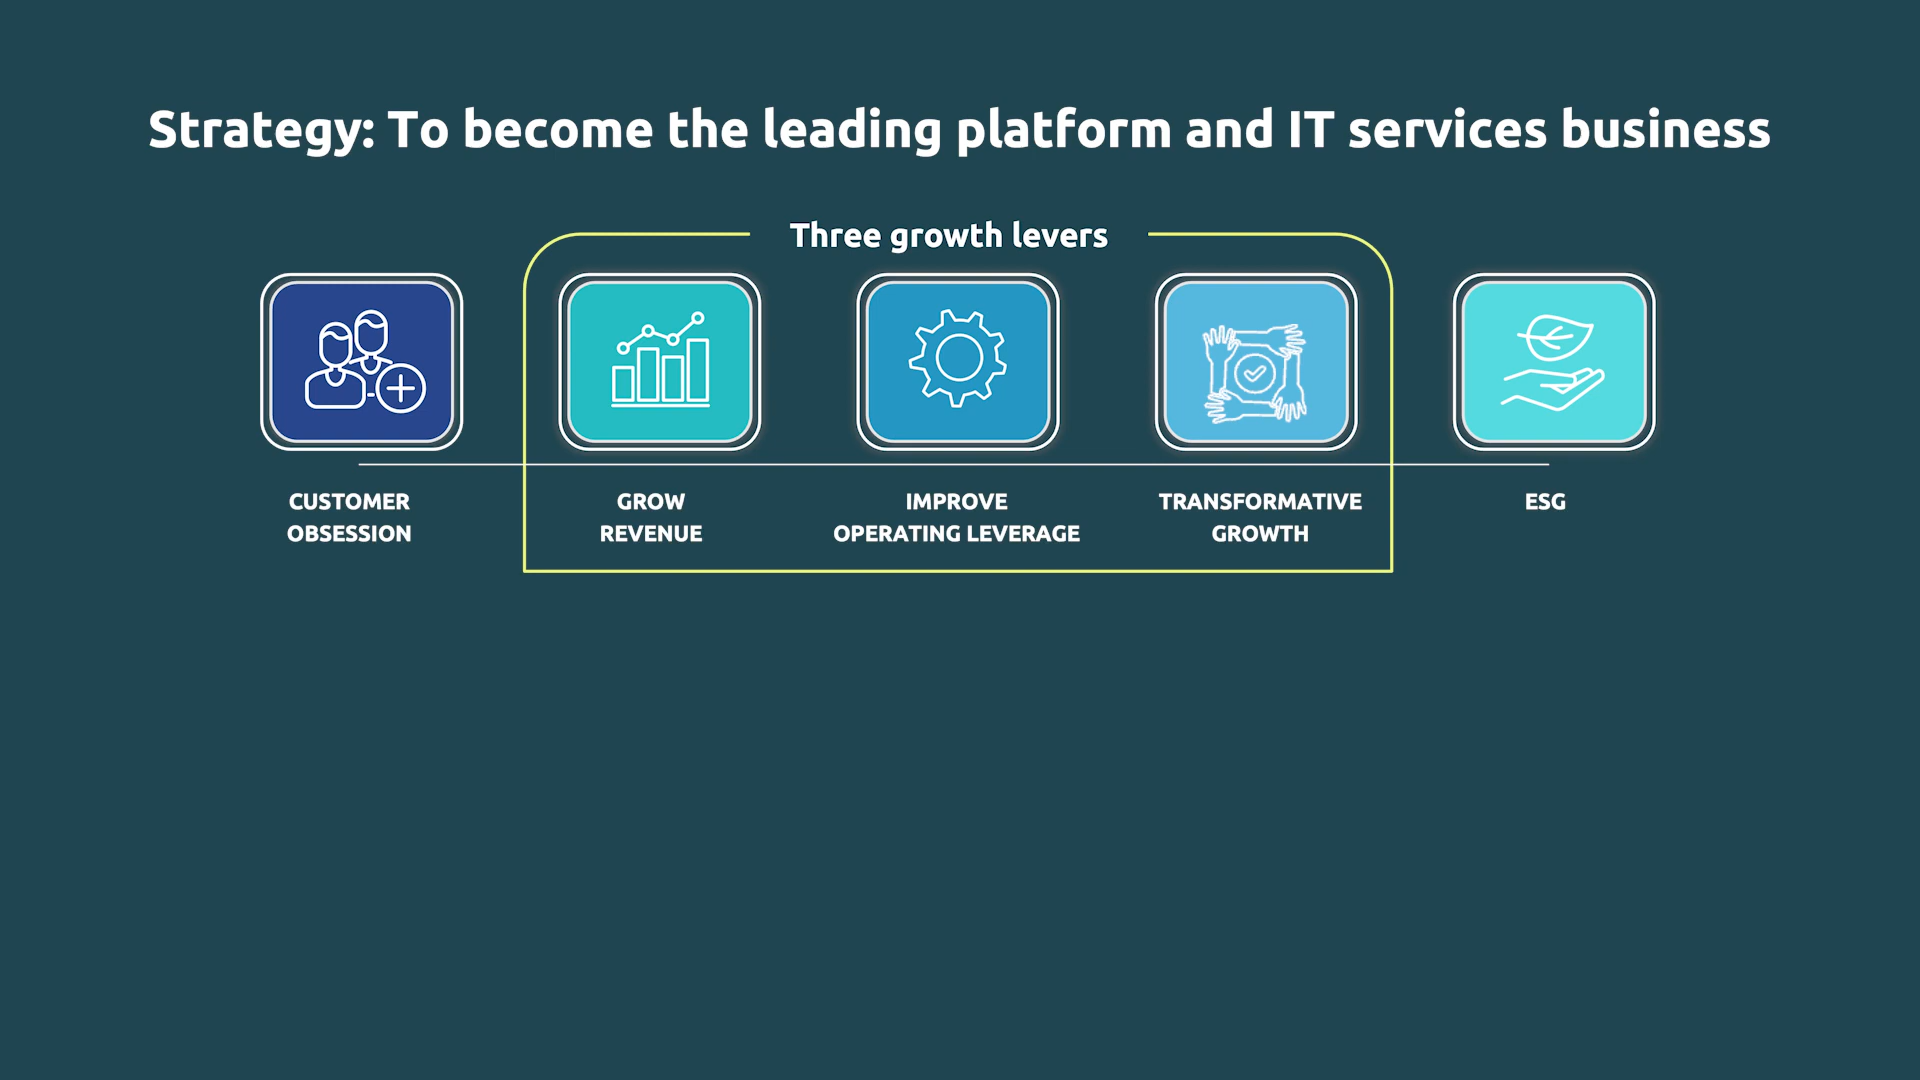 Strategy: To become the leading platform and IT services business
Three growth levers
CUSTOMER
OBSESSION
GROW
REVENUE
IMPROVE
OPERATING LEVERAGE
TRANSFORMATIVE
GROWTH
ESG